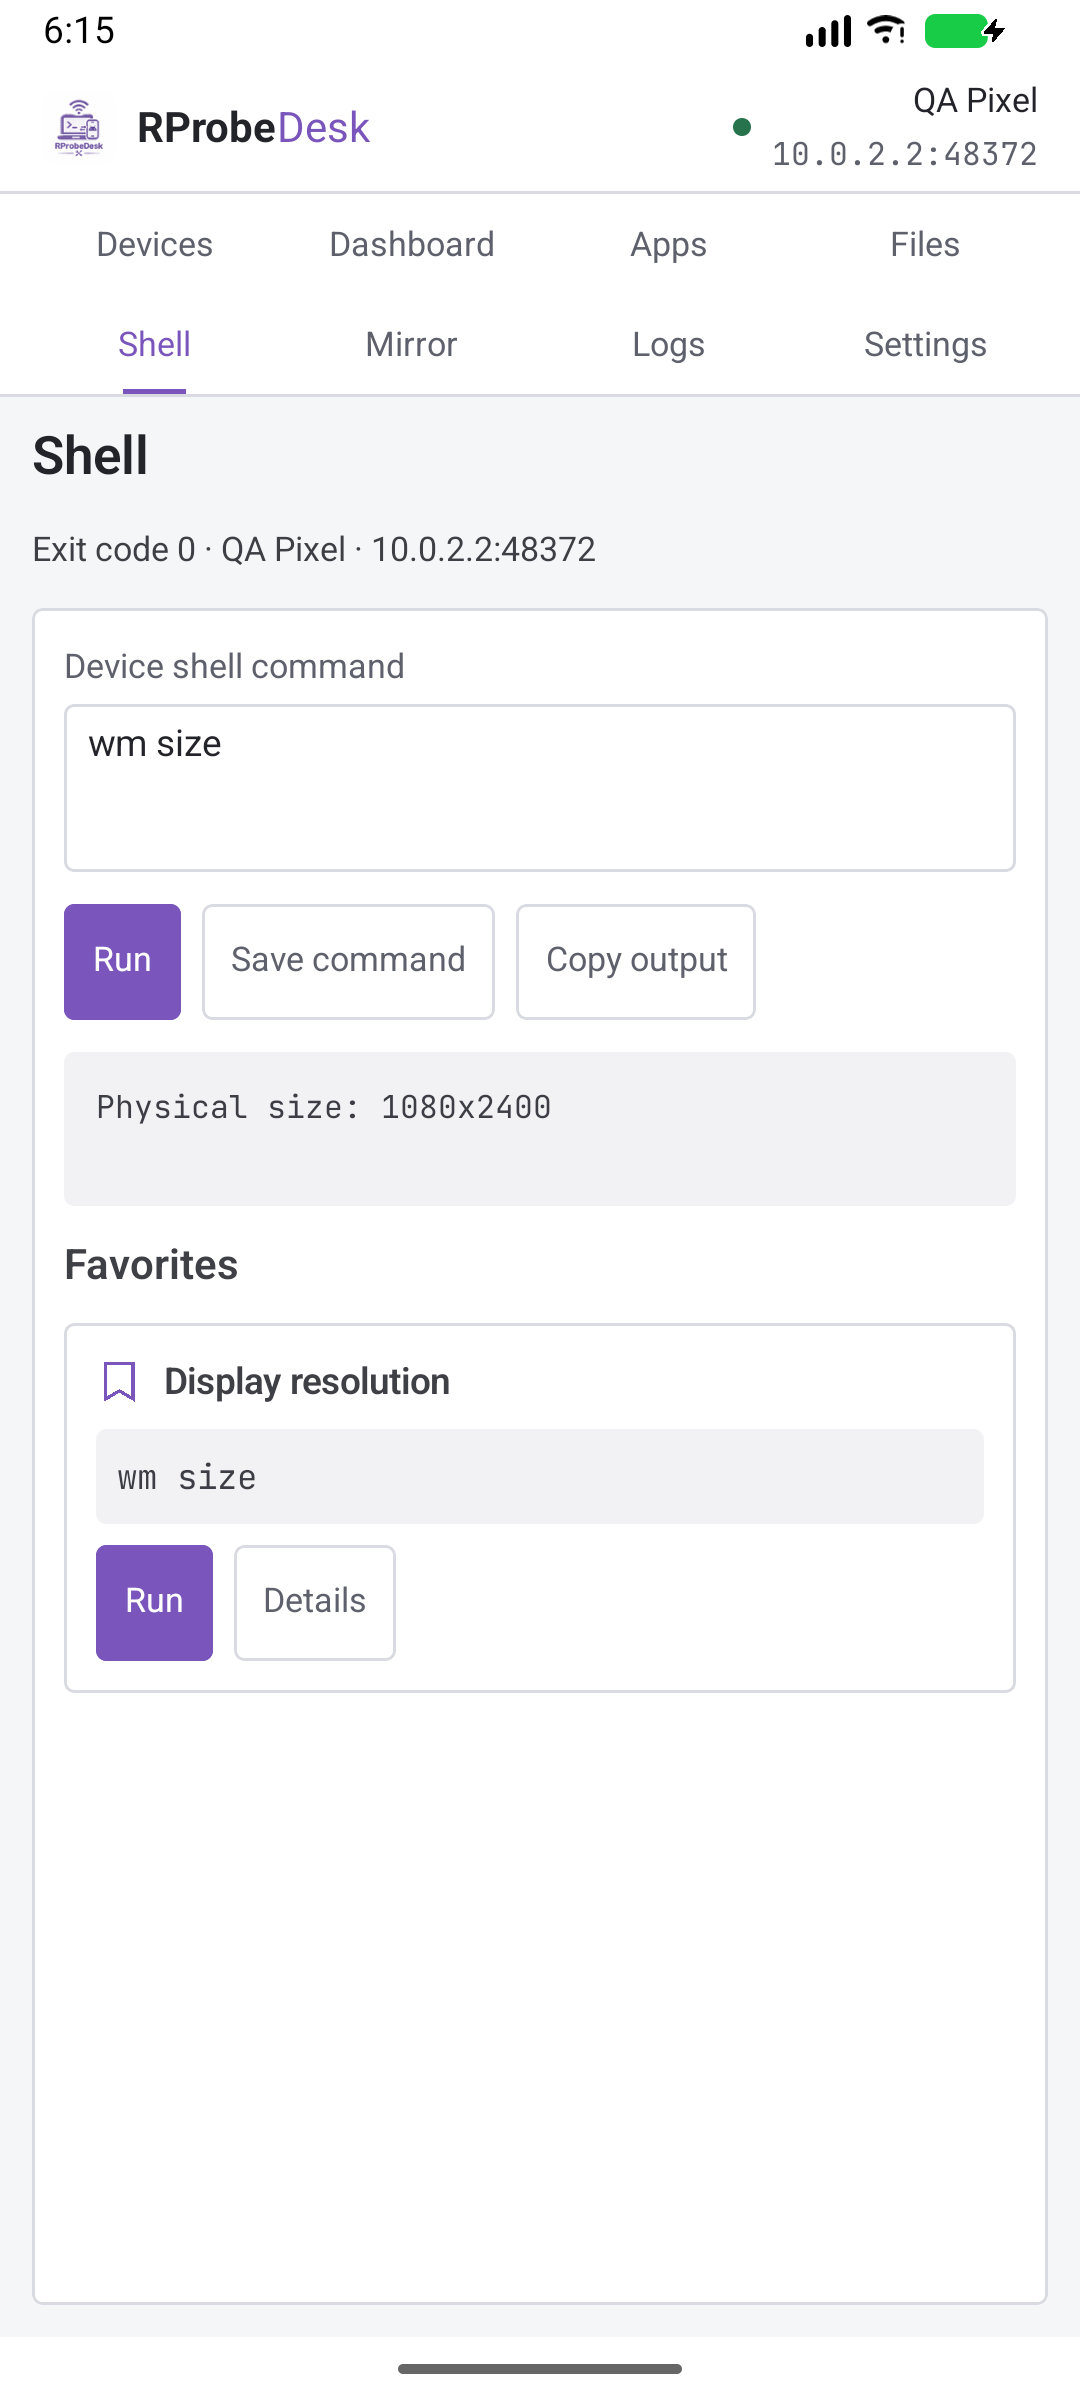 6:15
RProbeDesk
RProbeDesk
QA Pixel
10.0.2.2:48372
Devices
Dashboard
Apps
Files
Shell
Mirror
Logs
Settings
Shell
Exit code 0 · QA Pixel · 10.0.2.2:48372
Device shell command
wm size
Run
Save command
Copy output
Physical size: 1080x2400
Favorites
Display resolution
wm size
Run
Details